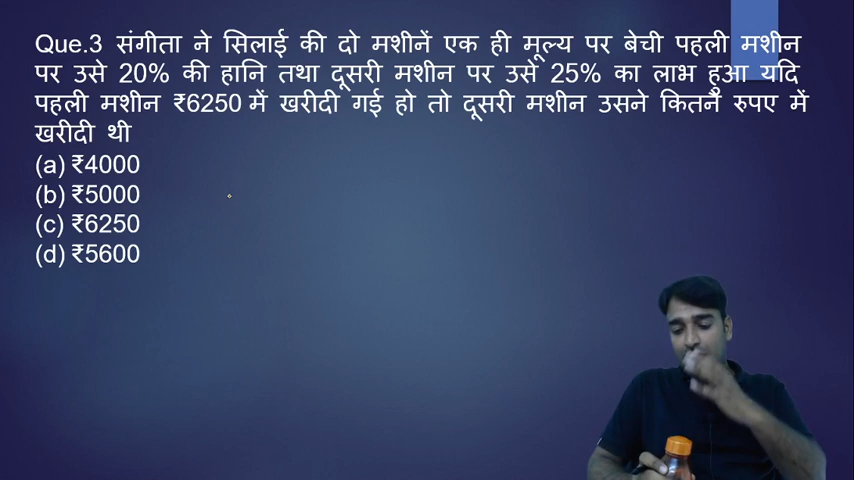 Que.3 संगीता ने सिलाई की दो मशीनें एक ही मूल्य पर बेची पहली मशीन
पर उसे 20% की हानि तथा दूसरी मशीन पर उसे 25% का लाभ हुआ यदि
पहली मशीन ₹6250 में खरीदी गई हो तो दूसरी मशीन उसने कितने रुपए में
खरीदी थी
(a) ₹4000
(b) ₹5000
(c) ₹6250
(d) ₹5600